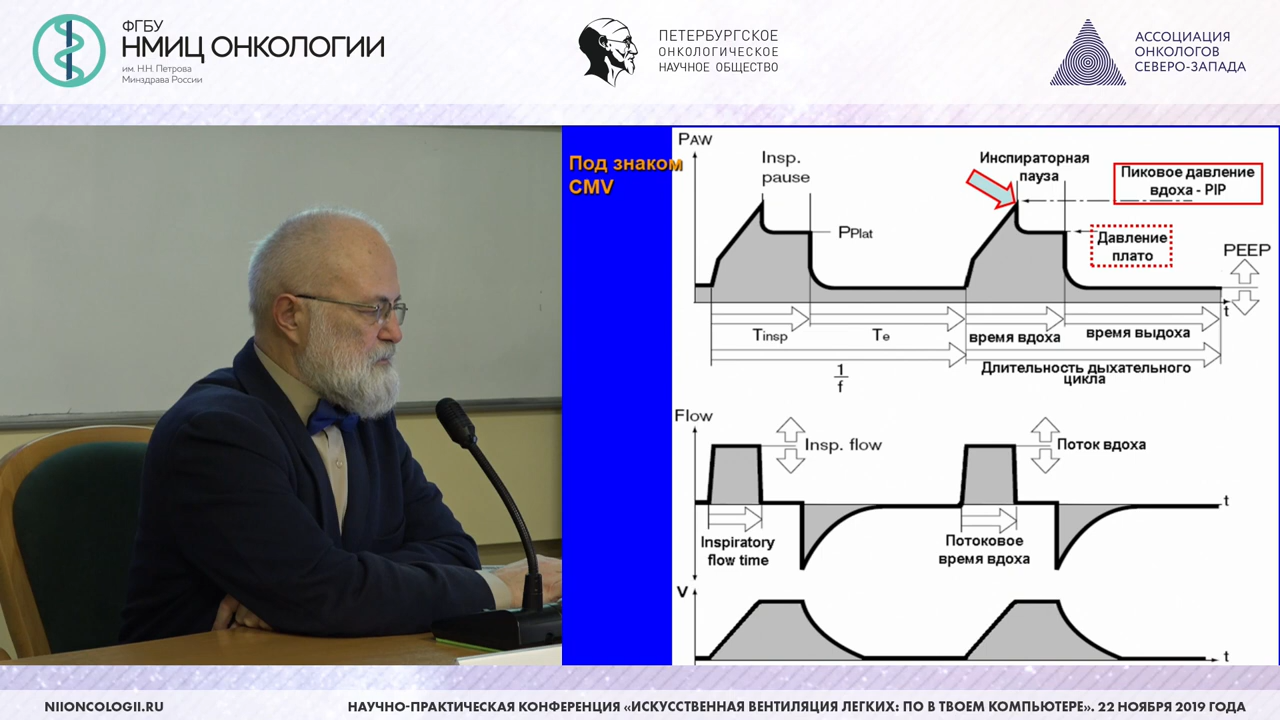 ФГБУ
НМИЦ ОНКОЛОГИИ
им. Н.Н. Петрова
Минздрава России
ПЕТЕРБУРГСКОЕ
ОНКОЛОГИЧЕСКОЕ
НАУЧНОЕ ОБЩЕСТВО
АССОЦИАЦИЯ
ОНКОЛОГОВ
СЕВЕРО-ЗАПАДА
Под знаком
CMV
PAW
Insp.
pause
PPlat
Инспираторная
пауза
Пиковое давление
вдоха - PIP
Давление
плато
PEEP
t
Tinsp
Te
время вдоха
время выдоха
1
f
Длительность дыхательного
цикла
Flow
Insp. flow
Поток вдоха
t
Inspiratory
flow time
Потоковое
время вдоха
V
t
NIIONCOLOGII.RU
НАУЧНО-ПРАКТИЧЕСКАЯ КОНФЕРЕНЦИЯ «ИСКУССТВЕННАЯ ВЕНТИЛЯЦИЯ ЛЕГКИХ: ПО В ТВОЕМ КОМПЬЮТЕРЕ». 22 НОЯБРЯ 2019 ГОДА